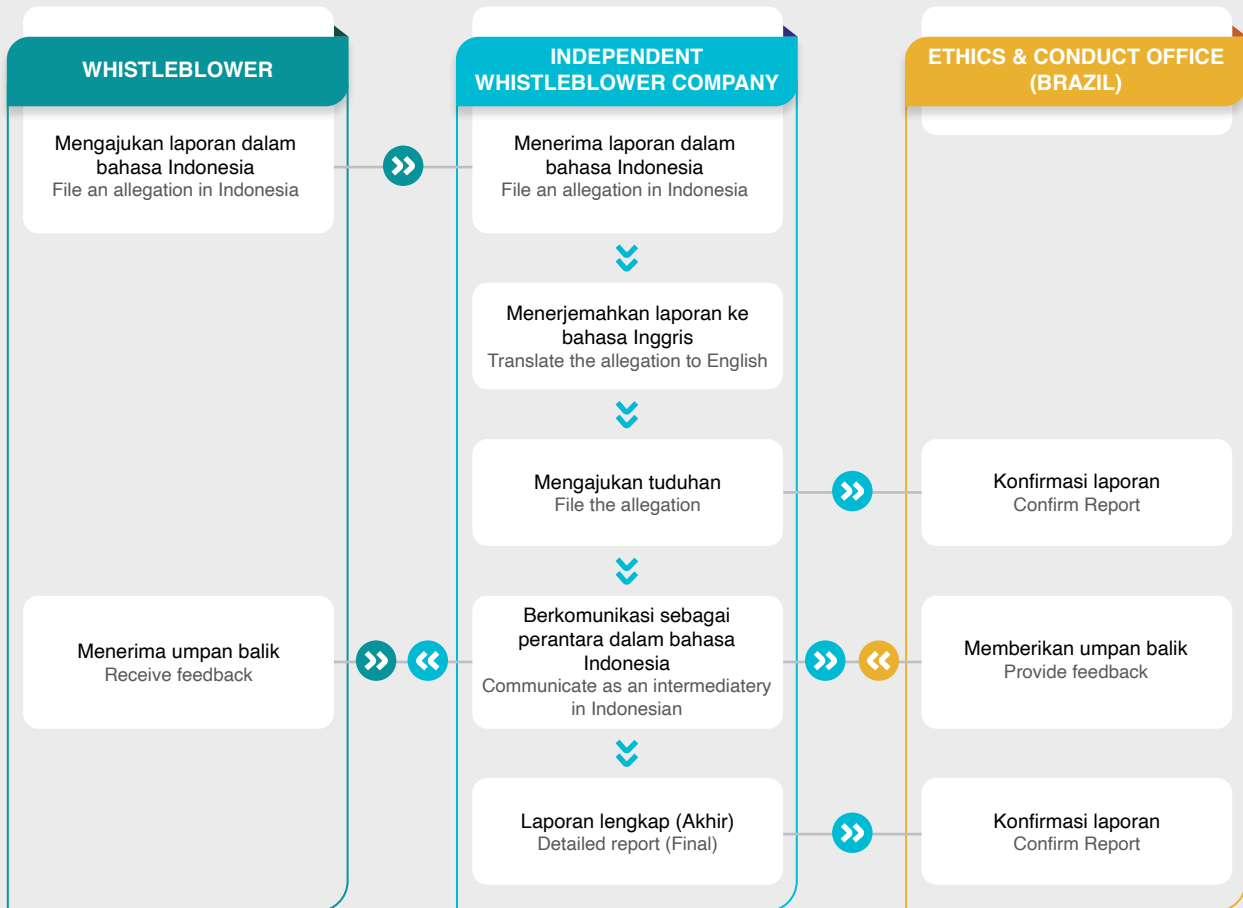 WHISTLEBLOWER
INDEPENDENT
WHISTLEBLOWER COMPANY
ETHICS & CONDUCT OFFICE
(BRAZIL)
Mengajukan laporan dalam
bahasa Indonesia
File an allegation in Indonesia
Menerima laporan dalam
bahasa Indonesia
File an allegation in Indonesia
Menerjemahkan laporan ke
bahasa Inggris
Translate the allegation to English
Mengajukan tuduhan
File the allegation
Konfirmasi laporan
Confirm Report
Menerima umpan balik
Receive feedback
Berkomunikasi sebagai
perantara dalam bahasa
Indonesia
Communicate as an intermediatery
in Indonesian
Memberikan umpan balik
Provide feedback
Laporan lengkap (Akhir)
Detailed report (Final)
Konfirmasi laporan
Confirm Report